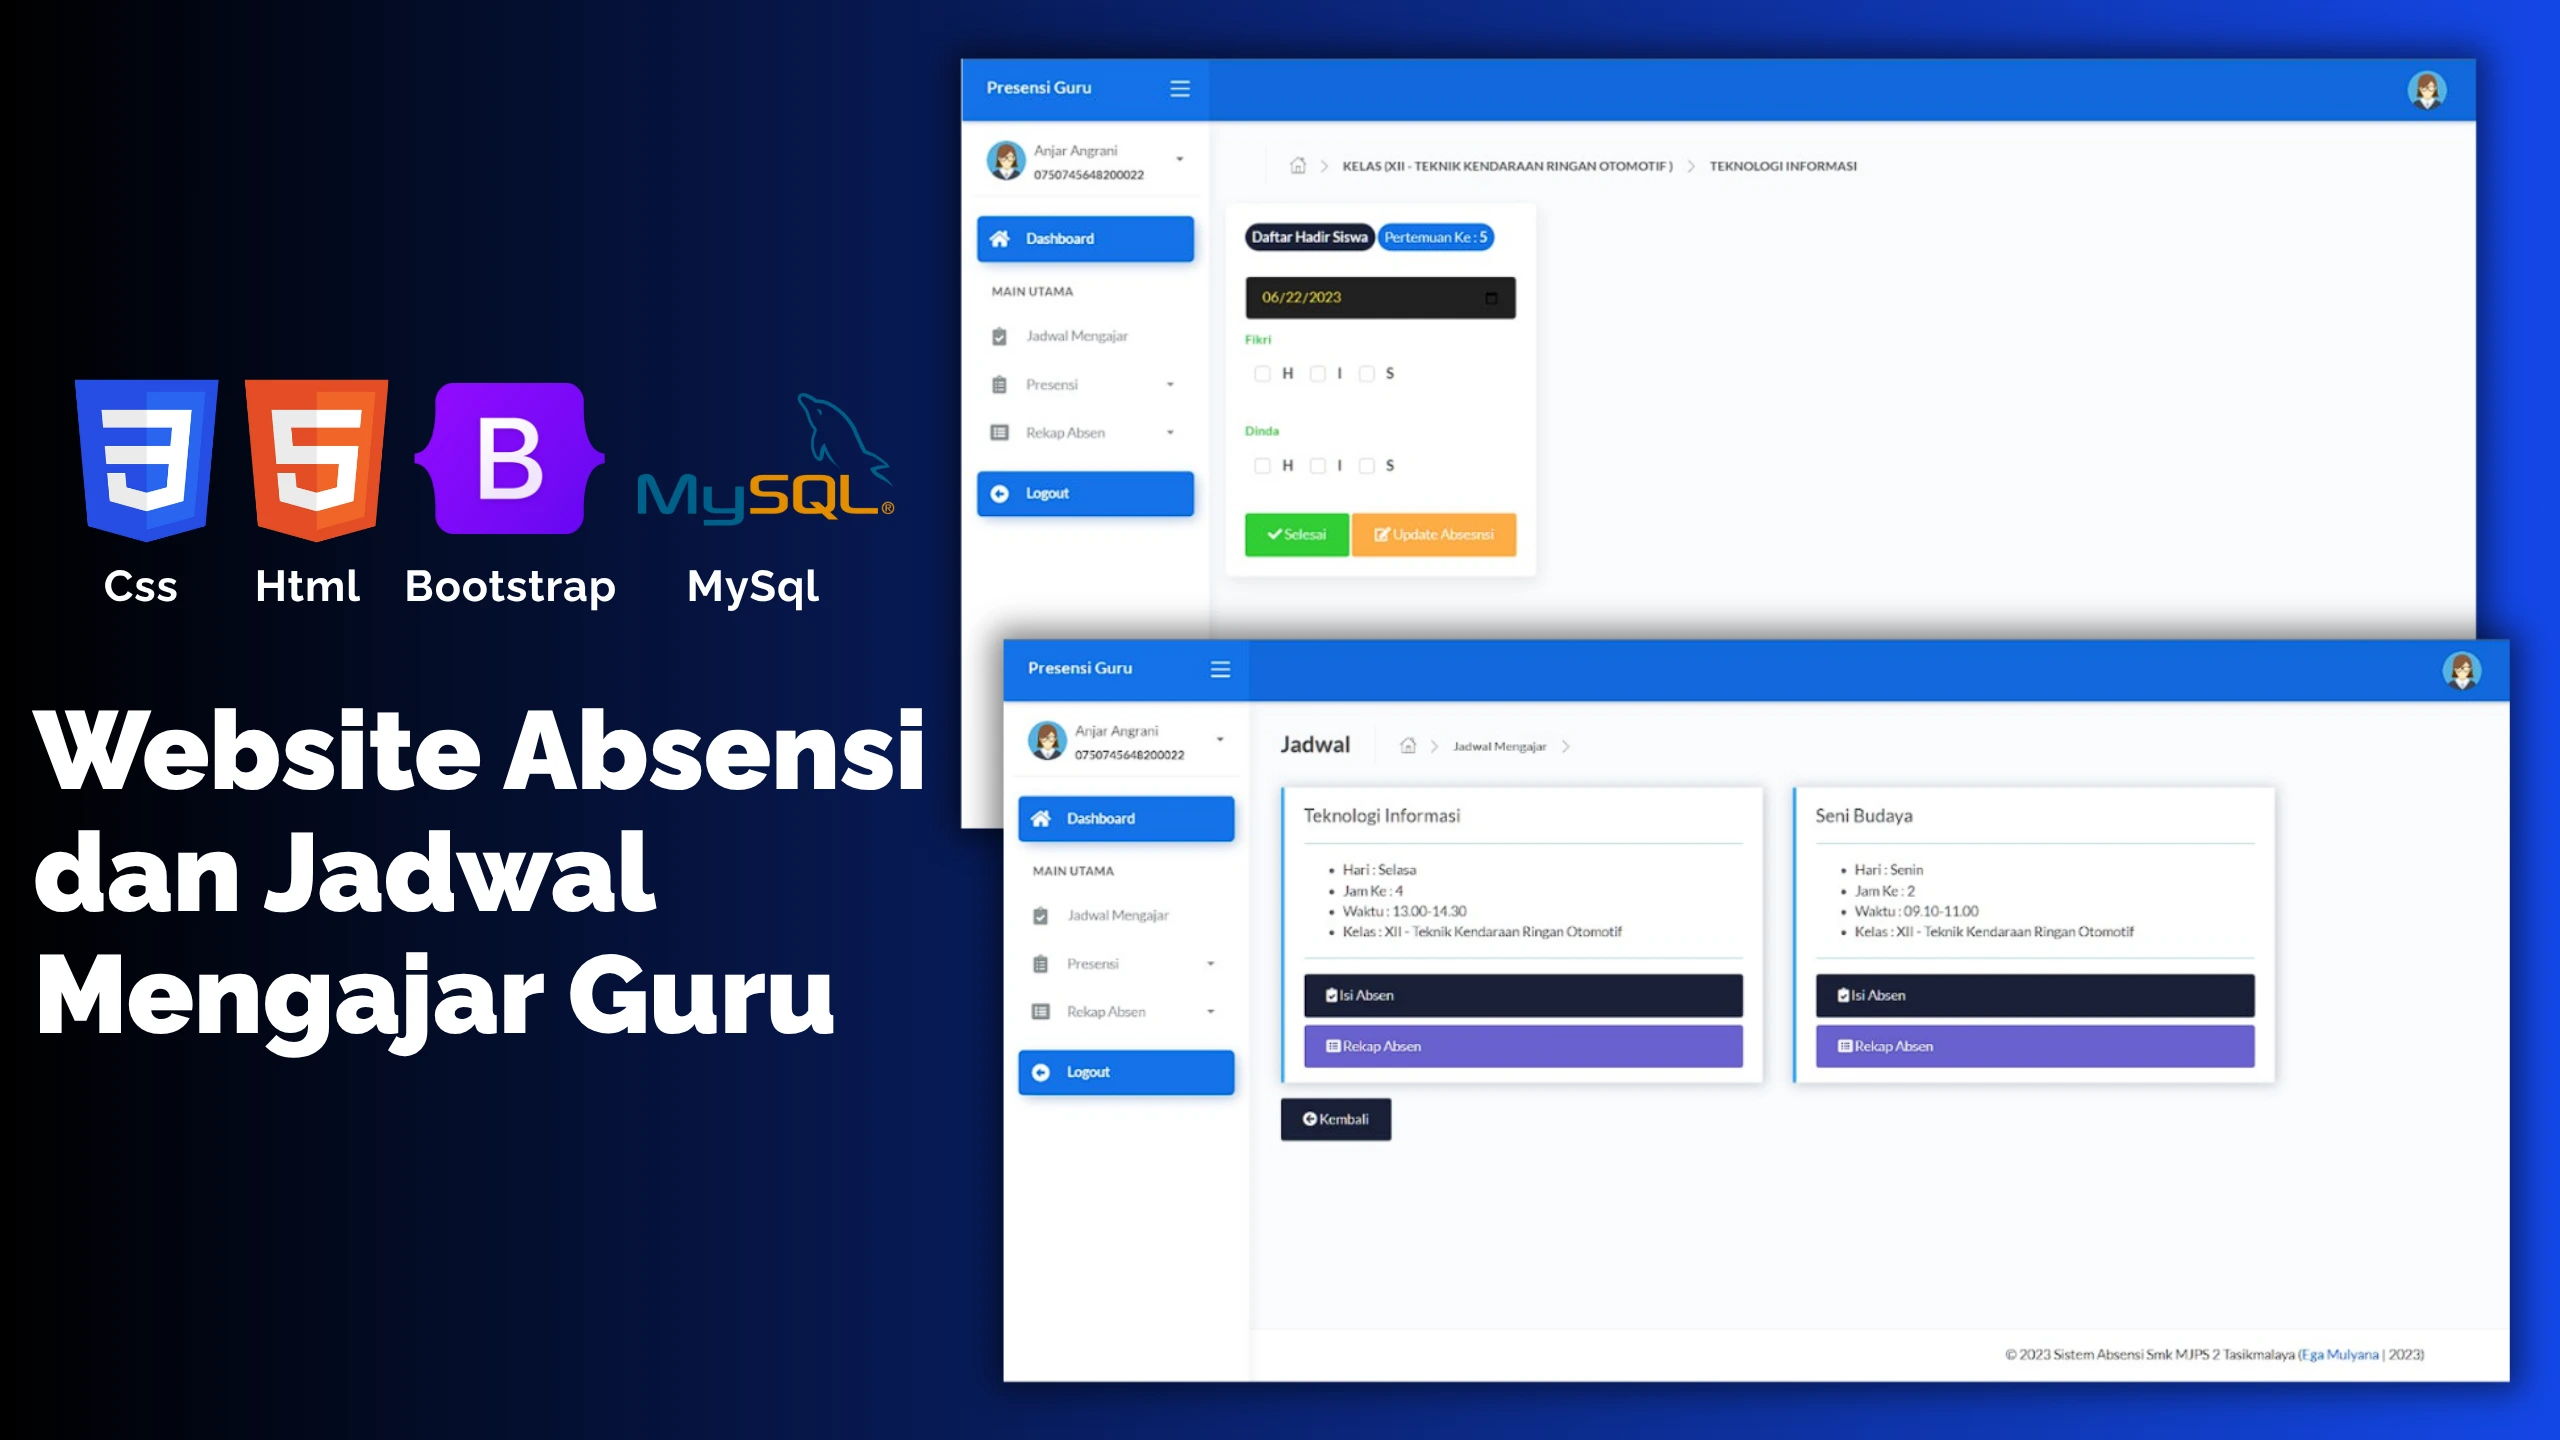 MySQL®
Css
Html
Bootstrap
MySql
Website Absensi
dan Jadwal
Mengajar Guru
Presensi Guru
Anjar Angrani
0750745648200022
Dashboard
MAIN UTAMA
Jadwal Mengajar
Presensi
Rekap Absen
Logout
KELAS (XII - TEKNIK KENDARAAN RINGAN OTOMOTIF ) > TEKNOLOGI INFORMASI
Daftar Hadir Siswa Pertemuan Ke : 5
06/22/2023
Fikri
H I S
Dinda
H I S
Selesai Update Absesnsi
Presensi Guru
Anjar Angrani
0750745648200022
Dashboard
MAIN UTAMA
Jadwal Mengajar
Presensi
Rekap Absen
Logout
Jadwal
Jadwal Mengajar
Teknologi Informasi
Hari : Selasa
Jam Ke : 4
Waktu : 13.00-14.30
Kelas : XII - Teknik Kendaraan Ringan Otomotif
Isi Absen
Rekap Absen
Seni Budaya
Hari : Senin
Jam Ke : 2
Waktu : 09.10-11.00
Kelas : XII - Teknik Kendaraan Ringan Otomotif
Isi Absen
Rekap Absen
Kembali
© 2023 Sistem Absensi Smk MJPS 2 Tasikmalaya (Ega Mulyana | 2023)